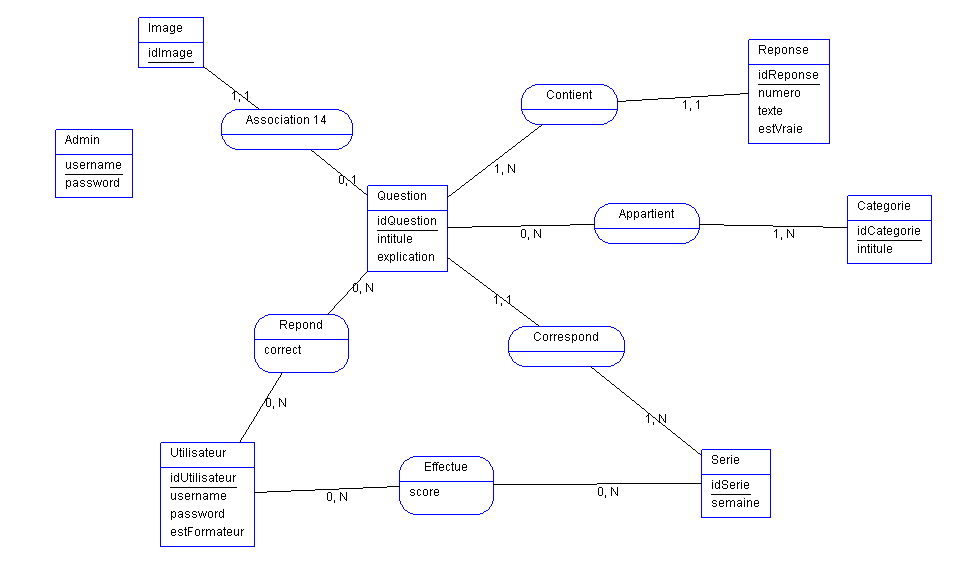 Image
idImage
1, 1
Association 14
0, 1
Admin
username
password
Contient
1, 1
1, N
Reponse
idReponse
numero
texte
estVraie
Question
idQuestion
intitule
explication
Appartient
0, N
1, N
Categorie
idCategorie
intitule
0, N
Repond
correct
0, N
1, 1
Correspond
1, N
Utilisateur
idUtilisateur
username
password
estFormateur
0, N
Effectue
score
0, N
Serie
idSerie
semaine